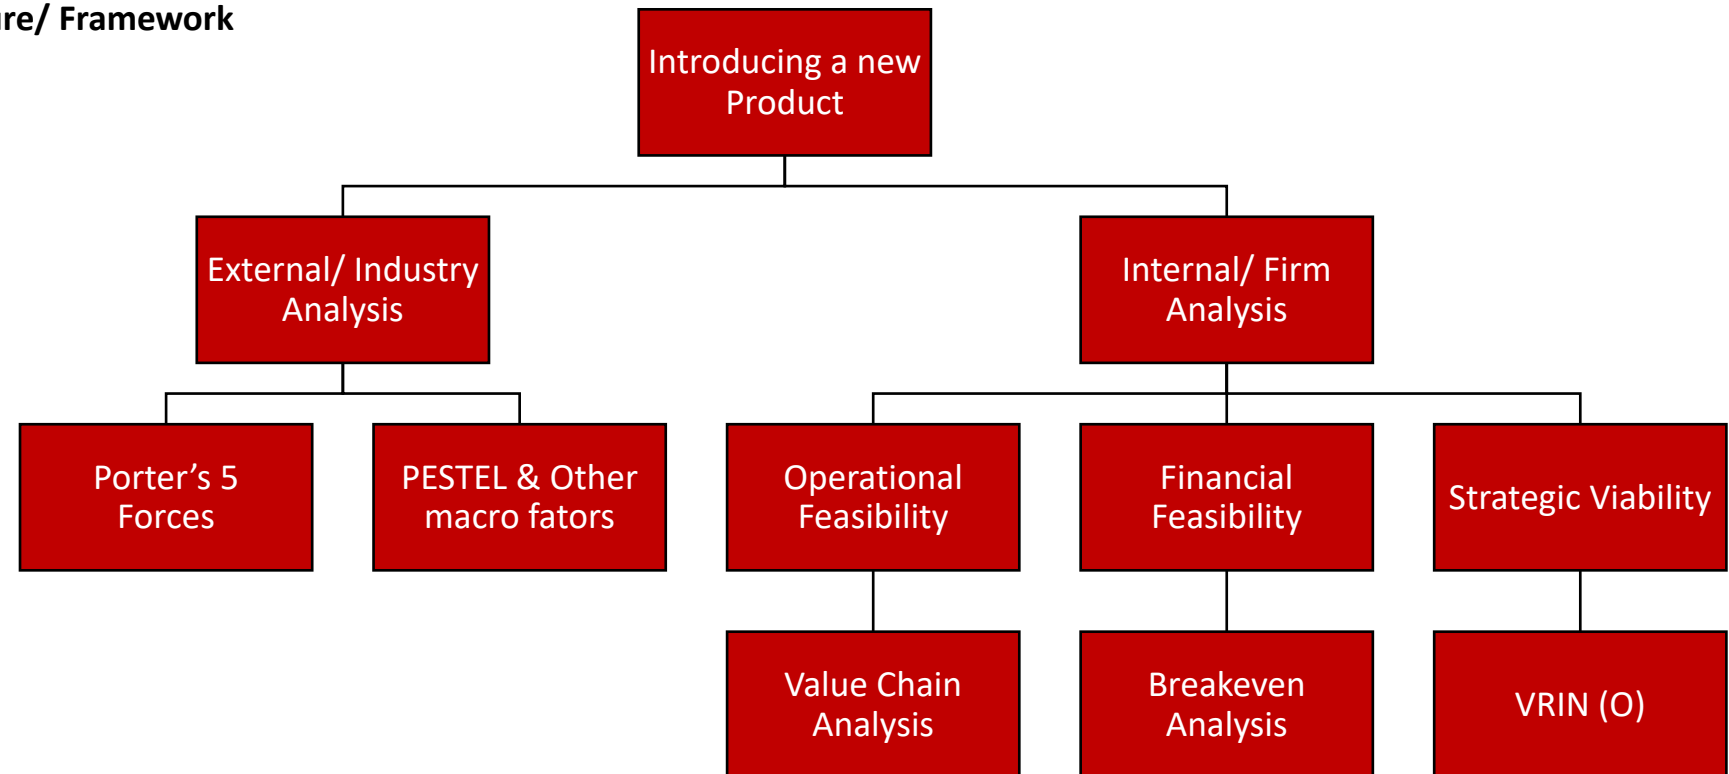 ure/ Framework
Introducing a new
Product
External/ Industry
Analysis
Internal/ Firm
Analysis
Porter’s 5
Forces
PESTEL & Other
macro fators
Operational
Feasibility
Financial
Feasibility
Strategic Viability
Value Chain
Analysis
Breakeven
Analysis
VRIN (O)